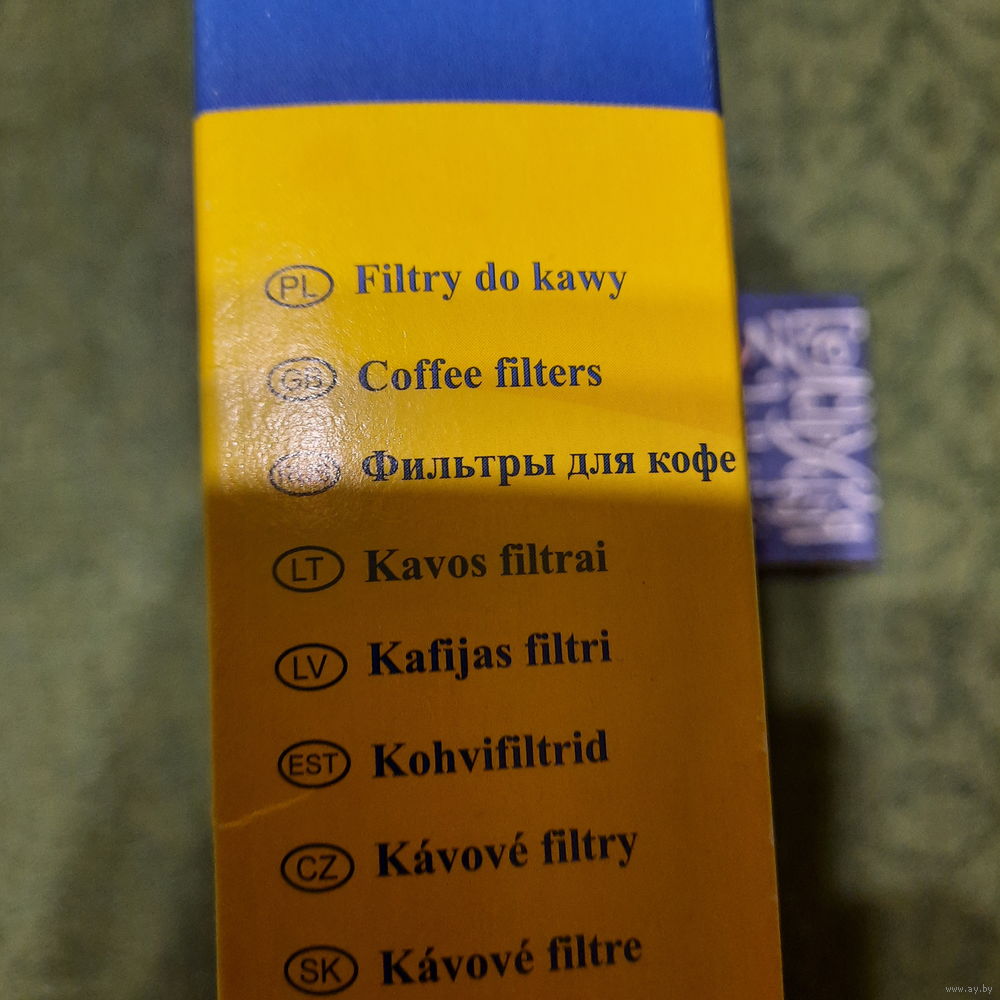 PL Filtry do kawy
GB Coffee filters
Фильтры для кофе
LT Kavos filtrai
LV Kafijas filtri
EST Kohvifiltrid
CZ Kávové filtry
SK Kávové filtre
www.ay.by